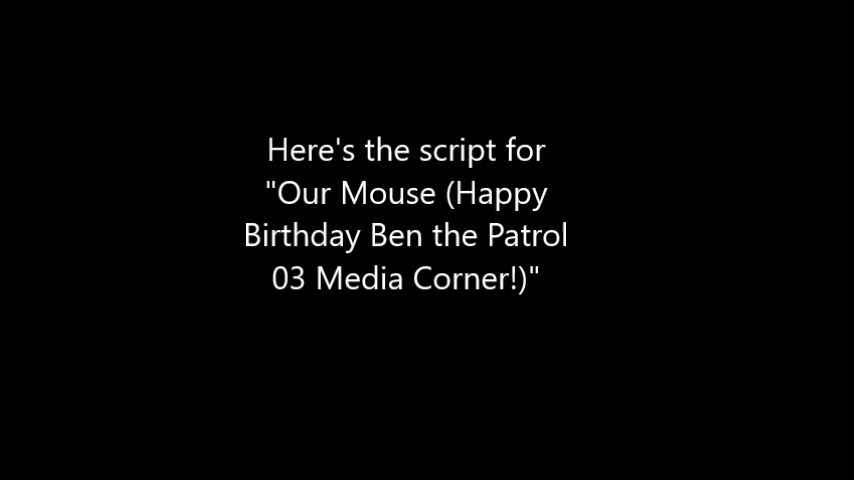 Here's the script for
"Our Mouse (Happy
Birthday Ben the Patrol
03 Media Corner!)"